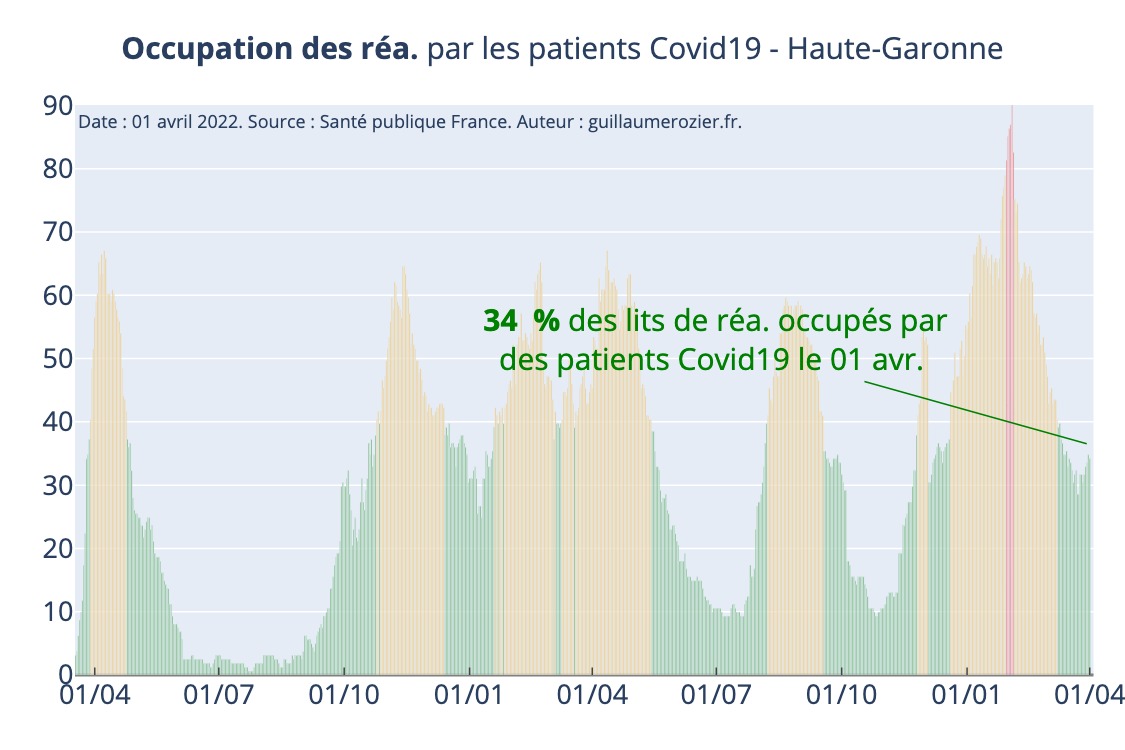 Occupation des réa. par les patients Covid19 - Haute-Garonne
90
Date : 01 avril 2022. Source : Santé publique France. Auteur : guillaumerozier.fr.
80
70
60
34 % des lits de réa. occupés par
des patients Covid19 le 01 avr.
50
40
30
20
10
0
01/04 01/07 01/10 01/01 01/04 01/07 01/10 01/01 01/04